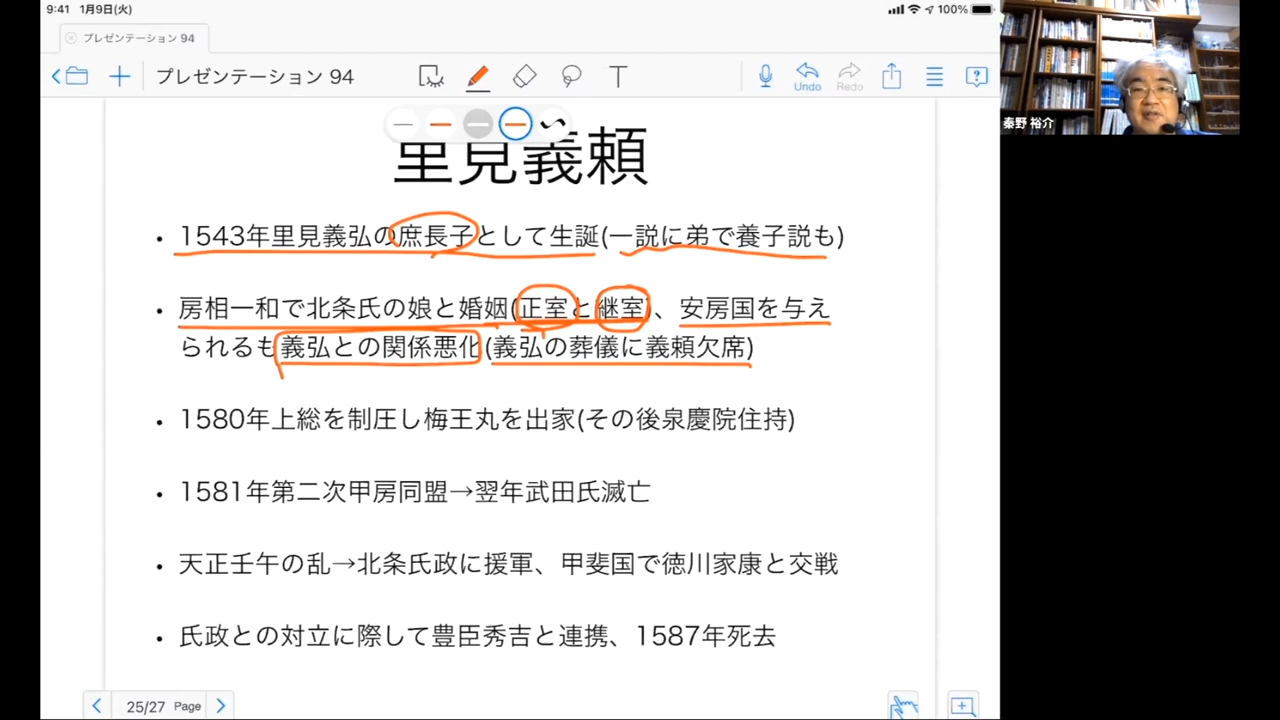 9:41 1月9日(火)
100%
プレゼンテーション 94
プレゼンテーション 94
Undo
Redo
秦野 裕介
里見義頼
• 1543年里見義弘の庶長子として生誕(一説に弟で養子説も)
• 房相一和で北条氏の娘と婚姻(正室と継室)、安房国を与え
られるも義弘との関係悪化(義弘の葬儀に義頼欠席)
• 1580年上総を制圧し梅王丸を出家(その後泉慶院住持)
• 1581年第二次甲房同盟→翌年武田氏滅亡
• 天正壬午の乱→北条氏政に援軍、甲斐国で徳川家康と交戦
• 氏政との対立に際して豊臣秀吉と連携、1587年死去
25/27 Page